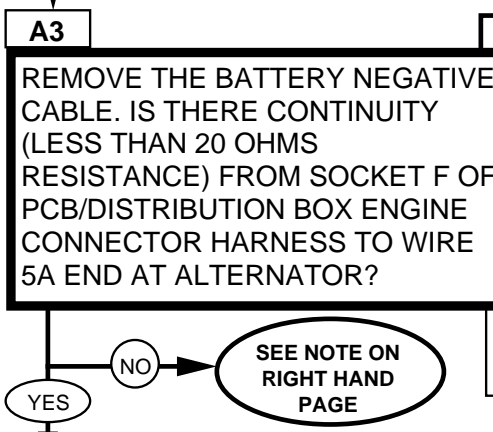 A3
REMOVE THE BATTERY NEGATIVE
CABLE. IS THERE CONTINUITY
(LESS THAN 20 OHMS
RESISTANCE) FROM SOCKET F OF
PCB/DISTRIBUTION BOX ENGINE
CONNECTOR HARNESS TO WIRE
5A END AT ALTERNATOR?
NO
SEE NOTE ON
RIGHT HAND
PAGE
YES